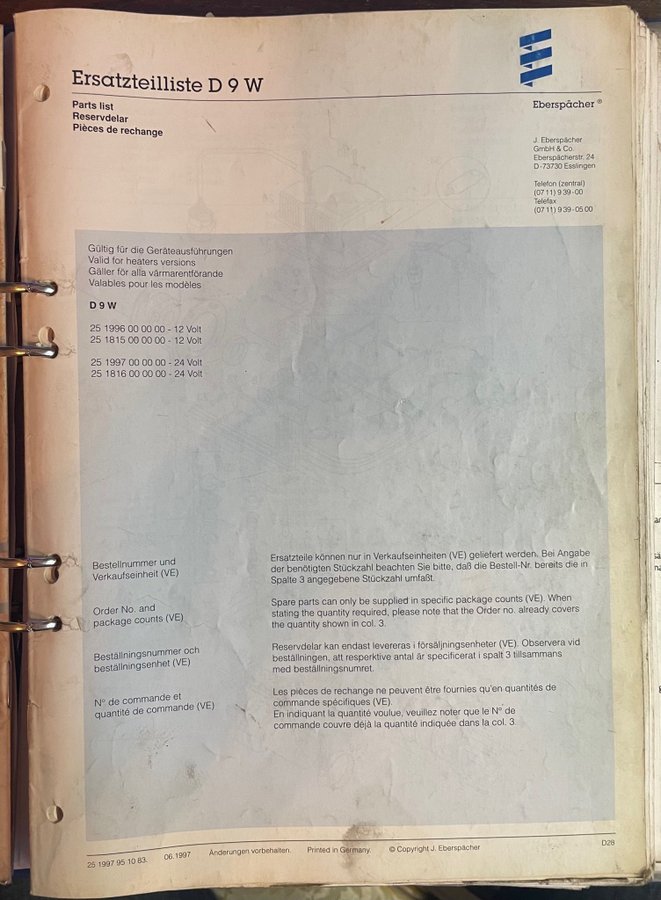 Ersatzteilliste D 9 W
Parts list
Reservdelar
Pièces de rechange
Eberspächer ®
J. Eberspächer
GmbH & Co.
Eberspächerstr. 24
D-73730 Esslingen
Telefon (zentral)
(07 11) 9 39-00
Telefax
(07 11) 9 39-05 00
Gültig für die Geräteausführungen
Valid for heaters versions
Gäller för alla värmarentförande
Valables pour les modèles
D 9 W
25 1996 00 00 00 - 12 Volt
25 1815 00 00 00 - 12 Volt
25 1997 00 00 00 - 24 Volt
25 1816 00 00 00 - 24 Volt
Bestellnummer und
Verkaufseinheit (VE)
Ersatzteile können nur in Verkaufseinheiten (VE) geliefert werden. Bei Angabe
der benötigten Stückzahl beachten Sie bitte, daß die Bestell-Nr. bereits die in
Spalte 3 angegebene Stückzahl umfaßt.
Order No. and
package counts (VE)
Spare parts can only be supplied in specific package counts (VE). When
stating the quantity required, please note that the Order no. already covers
the quantity shown in col. 3.
Beställningsnummer och
beställningsenhet (VE)
Reservdelar kan endast levereras i försäljningsenheter (VE). Observera vid
beställningen, att resperktive antal är specificerat i spalt 3 tillsammans
med beställningsnumret.
N° de commande et
quantité de commande (VE)
Les pièces de rechange ne peuvent être fournies qu'en quantités de
commande spécifiques (VE).
En indiquant la quantité voulue, veuillez noter que le N° de
commande couvre déjà la quantité indiquée dans la col. 3.
25 1997 95 10 83. 06.1997 Änderungen vorbehalten. Printed in Germany. © Copyright J. Eberspächer
D28